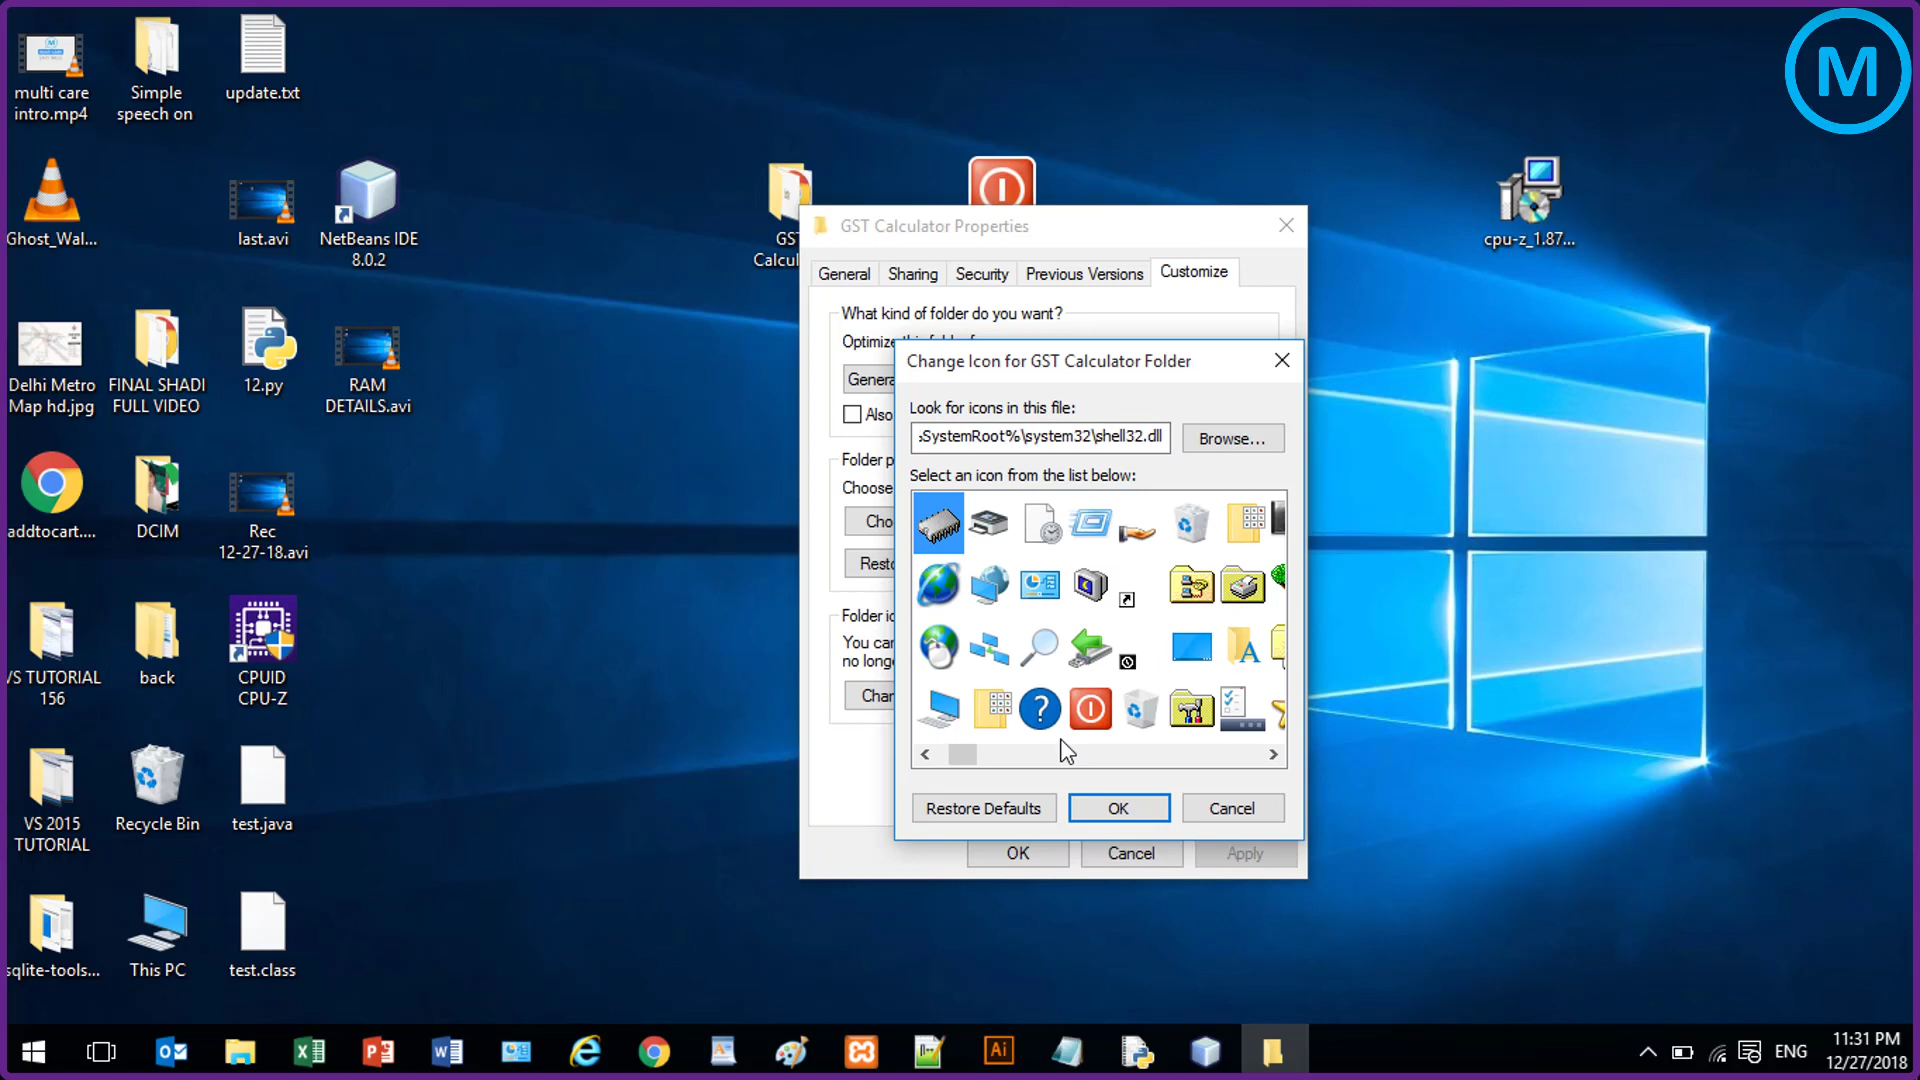 multi care
intro.mp4
Simple
speech on
update.txt
M
Ghost_Wal...
last.avi
NetBeans IDE
8.0.2
GST
Calcul
cpu-z_1.87...
Delhi Metro
Map hd.jpg
FINAL SHADI
FULL VIDEO
12.py
RAM
DETAILS.avi
addtocart....
DCIM
Rec
12-27-18.avi
VS TUTORIAL
156
back
CPUID
CPU-Z
VS 2015
TUTORIAL
Recycle Bin
test.java
sqlite-tools...
This PC
test.class
GST Calculator Properties
General
Sharing
Security
Previous Versions
Customize
What kind of folder do you want?
Optimize this folder f
Genera
Also
Folder p
Choose
Cho
Resto
Folder ic
You can
no longe
Chan
OK
Cancel
Apply
Change Icon for GST Calculator Folder
Look for icons in this file:
SystemRoot%\system32\shell32.dll
Browse...
Select an icon from the list below:
Restore Defaults
OK
Cancel
ENG
11:31 PM
12/27/2018